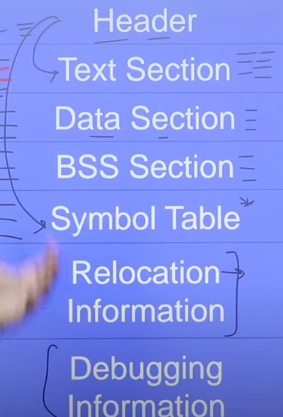 Header
Text Section
Data Section
BSS Section
Symbol Table
Relocation
Information
Debugging
Information